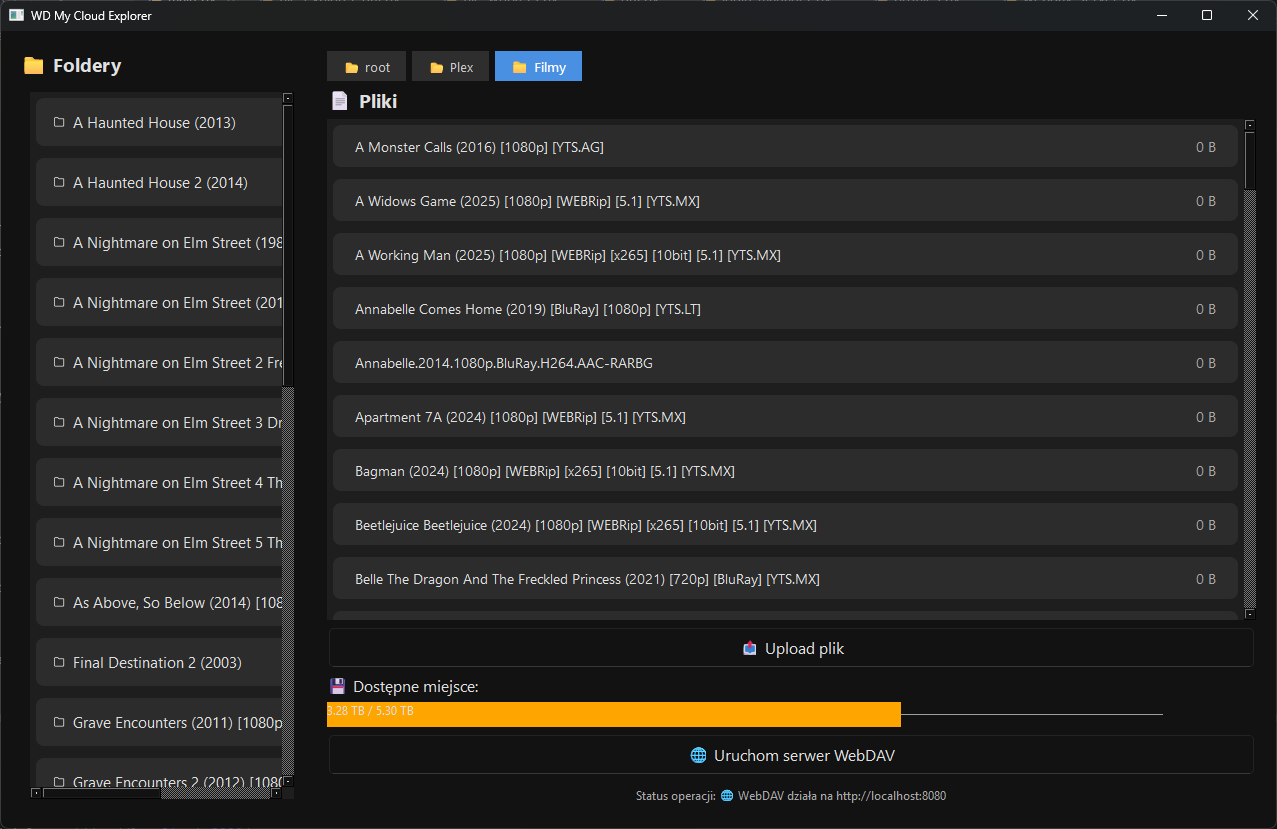 WD My Cloud Explorer
Foldery
A Haunted House (2013)
A Haunted House 2 (2014)
A Nightmare on Elm Street (198
A Nightmare on Elm Street (201
A Nightmare on Elm Street 2 Fre
A Nightmare on Elm Street 3 Dr
A Nightmare on Elm Street 4 Th
A Nightmare on Elm Street 5 Th
As Above, So Below (2014) [108
Final Destination 2 (2003)
Grave Encounters (2011) [1080p
Grave Encounters 2 (2012) [1080
root Plex Filmy
Pliki
A Monster Calls (2016) [1080p] [YTS.AG] 0 B
A Widows Game (2025) [1080p] [WEBRip] [5.1] [YTS.MX] 0 B
A Working Man (2025) [1080p] [WEBRip] [x265] [10bit] [5.1] [YTS.MX] 0 B
Annabelle Comes Home (2019) [BluRay] [1080p] [YTS.LT] 0 B
Annabelle.2014.1080p.BluRay.H264.AAC-RARBG 0 B
Apartment 7A (2024) [1080p] [WEBRip] [5.1] [YTS.MX] 0 B
Bagman (2024) [1080p] [WEBRip] [x265] [10bit] [5.1] [YTS.MX] 0 B
Beetlejuice Beetlejuice (2024) [1080p] [WEBRip] [x265] [10bit] [5.1] [YTS.MX] 0 B
Belle The Dragon And The Freckled Princess (2021) [720p] [BluRay] [YTS.MX] 0 B
Upload plik
Dostępne miejsce:
3.28 TB / 5.30 TB
Uruchom serwer WebDAV
Status operacji: WebDAV działa na http://localhost:8080